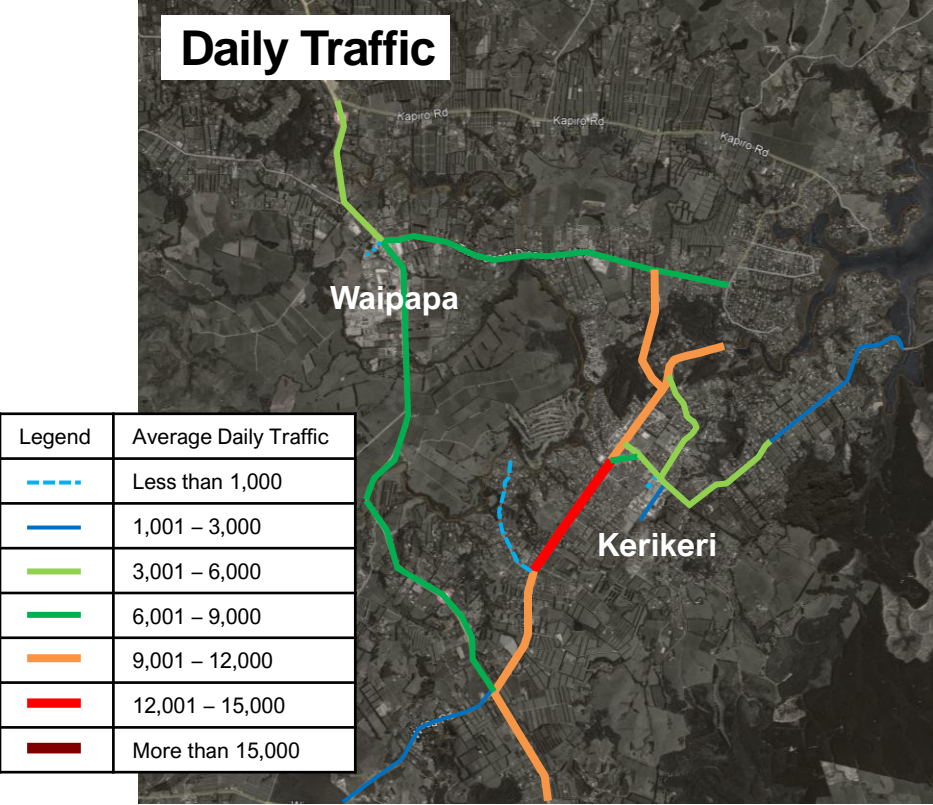 Daily Traffic
Kapiro Rd
Kapiro Rd
Kapiro Rd
Waipapa
Legend Average Daily Traffic
Less than 1,000
1,001 – 3,000
3,001 – 6,000
6,001 – 9,000
9,001 – 12,000
12,001 – 15,000
More than 15,000
Kerikeri